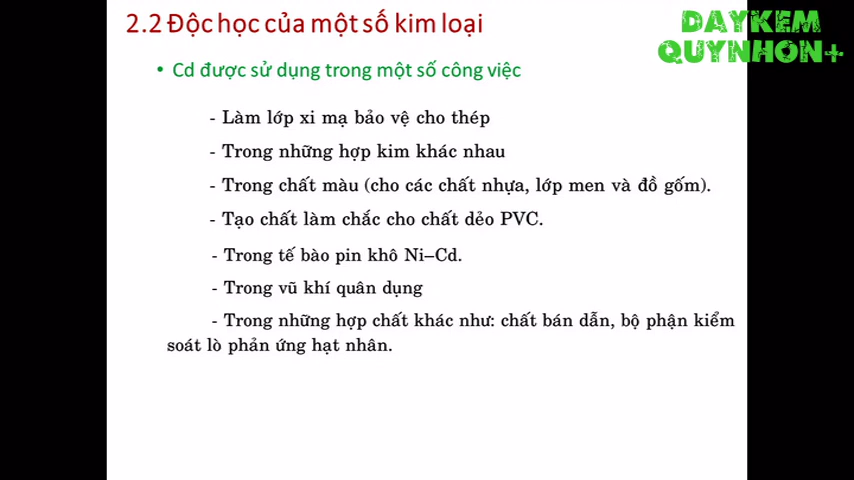 2.2 Độc học của một số kim loại
DAYKEM
QUYNHON+
• Cd được sử dụng trong một số công việc
- Làm lớp xi mạ bảo vệ cho thép
- Trong những hợp kim khác nhau
- Trong chất màu (cho các chất nhựa, lớp men và đồ gốm).
- Tạo chất làm chắc cho chất dẻo PVC.
- Trong tế bào pin khô Ni–Cd.
- Trong vũ khí quân dụng
- Trong những hợp chất khác như: chất bán dẫn, bộ phận kiểm
soát lò phản ứng hạt nhân.